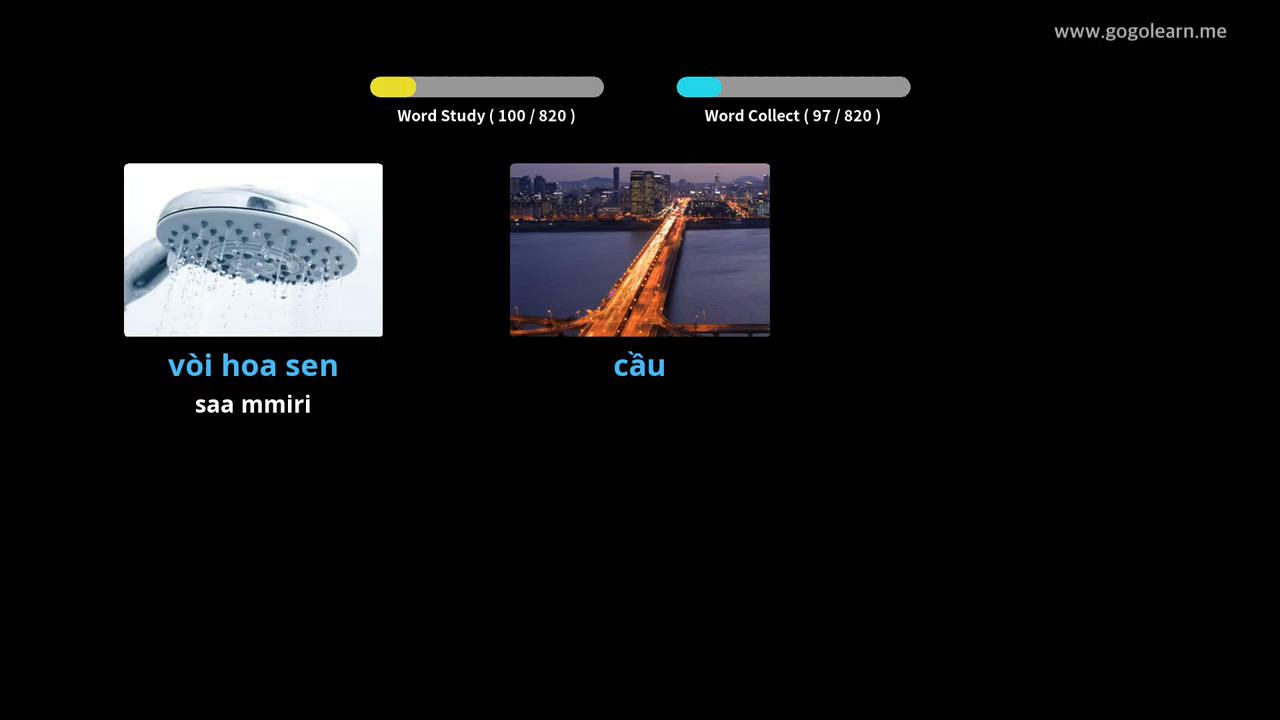 www.gogolearn.me
Word Study ( 100 / 820 )
Word Collect ( 97 / 820 )
vòi hoa sen
cầu
saa mmiri